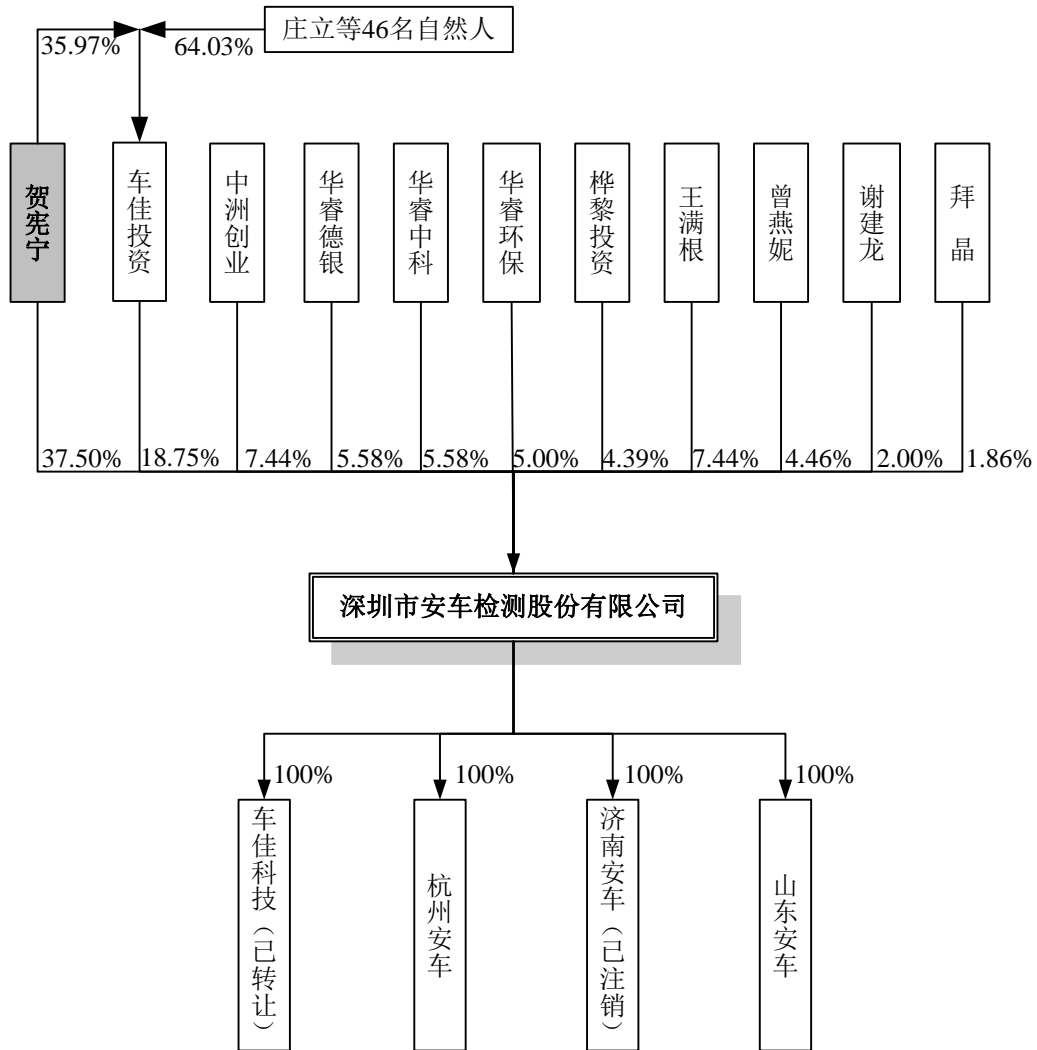 庄立等46名自然人
35.97%
64.03%
贺宪宁
车佳投资
中洲创业
华睿德银
华睿中科
华睿环保
桦黎投资
王满根
曾燕妮
谢建龙
拜 晶
37.50%
18.75%
7.44%
5.58%
5.58%
5.00%
4.39%
7.44%
4.46%
2.00%
1.86%
深圳市安车检测股份有限公司
100%
100%
100%
100%
车佳科技（已转让）
杭州安车
济南安车（已注销）
山东安车